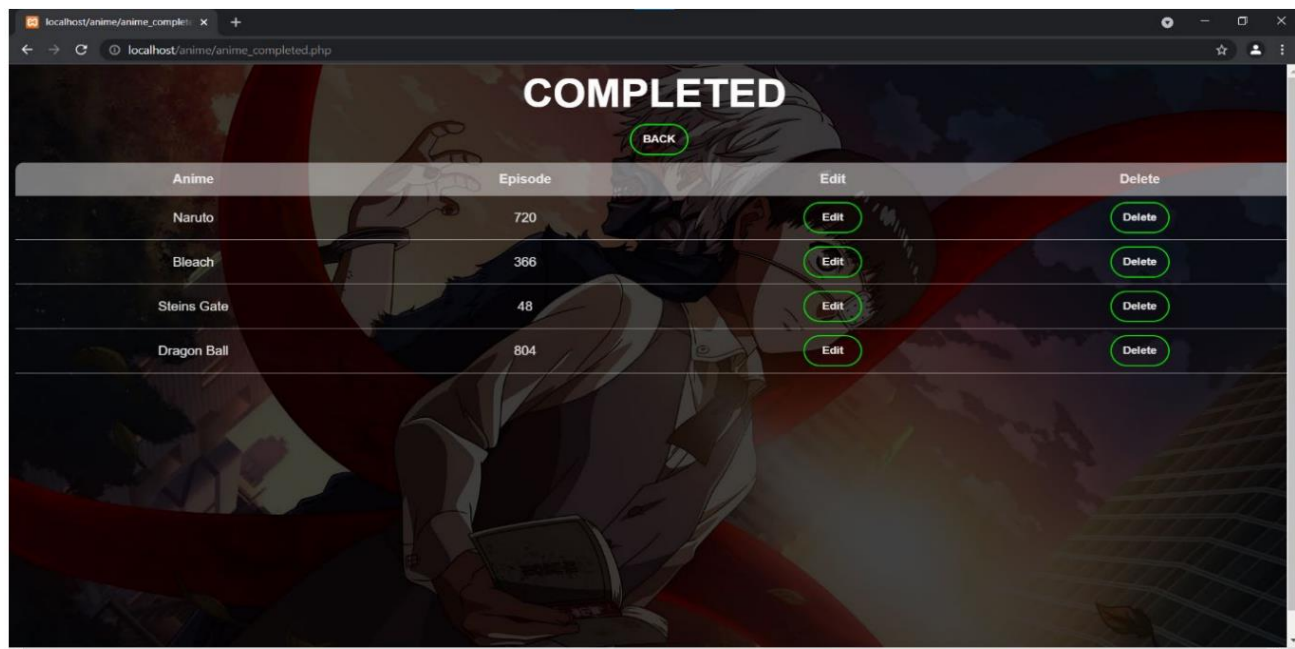 localhost/anime/anime_complet
localhost/anime/anime_completed.php
COMPLETED
BACK
Anime Episode Edit Delete
Naruto 720 Edit Delete
Bleach 366 Edit Delete
Steins Gate 48 Edit Delete
Dragon Ball 804 Edit Delete